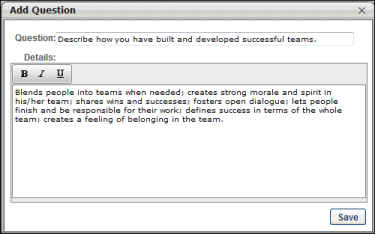 Add Question
Question: Describe how you have built and developed successful teams.
Details:
B I U
Blends people into teams when needed; creates strong morale and spirit in
his/her team; shares wins and successes; fosters open dialogue; lets people
finish and be responsible for their work; defines success in terms of the whole
team; creates a feeling of belonging in the team.
Save